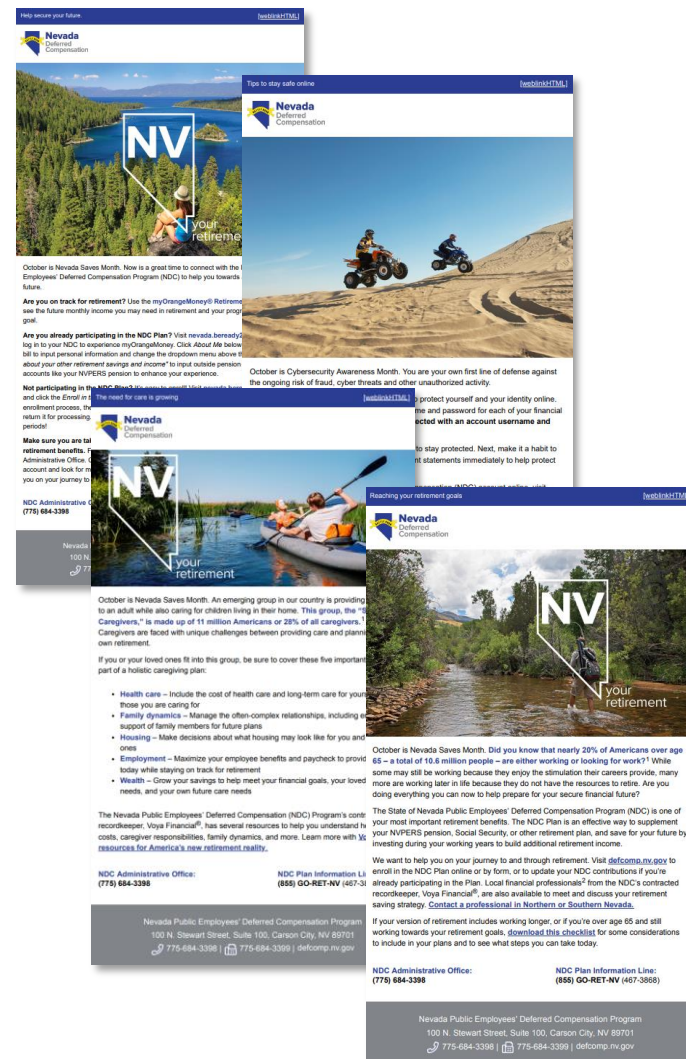 Help secure your future. [weblinkHTML]
Nevada
Deferred
Compensation
NV
your
retireme
October is Nevada Saves Month. Now is a great time to connect with the
Employees' Deferred Compensation Program (NDC) to help you towards
future.
Are you on track for retirement? Use the myOrangeMoney® Retireme
see the future monthly income you may need in retirement and your progr
goal.
Are you already participating in the NDC Plan? Visit nevada.beready2
log in to your NDC to experience myOrangeMoney. Click About Me below
bill to input personal information and change the dropdown menu above th
about your other retirement savings and income" to input outside pension
accounts like your NVPERS pension to enhance your experience.
Not participating in the NDC Plan?
and click the Enroll in
enrollment process, the
return it for processing.
periods!
Make sure you are tal
retirement benefits.
Administrative Office.
account and look for m
you on your journey to
NDC Administrative
(775) 684-3398
Nevada
100 N.
77
Tips to stay safe online [weblinkHTML]
Nevada
Deferred
Compensation
October is Cybersecurity Awareness Month. You are your own first line of defense against
the ongoing risk of fraud, cyber threats and other unauthorized activity.
protect yourself and your identity online.
me and password for each of your financial
ected with an account username and
to stay protected. Next, make it a habit to
nt statements immediately to help protect
The need for care is growing [weblinkHTML]
Nevada
Deferred
Compensation
NV
your
retirement
October is Nevada Saves Month. An emerging group in our country is providing
to an adult while also caring for children living in their home. This group, the "S
Caregivers," is made up of 11 million Americans or 28% of all caregivers.1
Caregivers are faced with unique challenges between providing care and planni
own retirement.
If you or your loved ones fit into this group, be sure to cover these five important
part of a holistic caregiving plan:
• Health care – Include the cost of health care and long-term care for your
those you are caring for
• Family dynamics – Manage the often-complex relationships, including e
support of family members for future plans
• Housing – Make decisions about what housing may look like for you and
ones
• Employment – Maximize your employee benefits and paycheck to provid
today while staying on track for retirement
• Wealth – Grow your savings to help meet your financial goals, your loved
needs, and your own future care needs
The Nevada Public Employees' Deferred Compensation (NDC) Program's contr
recordkeeper, Voya Financial®, has several resources to help you understand h
costs, caregiver responsibilities, family dynamics, and more. Learn more with Vo
resources for America's new retirement reality.
NDC Administrative Office: NDC Plan Information Li
(775) 684-3398 (855) GO-RET-NV (467-3
Nevada Public Employees' Deferred Compensation Program
100 N. Stewart Street, Suite 100, Carson City, NV 89701
775-684-3398 | 775-684-3399 | defcomp.nv.gov
Reaching your retirement goals [weblinkHTML
Nevada
Deferred
Compensation
NV
your
retirement
October is Nevada Saves Month. Did you know that nearly 20% of Americans over age
65 – a total of 10.6 million people – are either working or looking for work?1 While
some may still be working because they enjoy the stimulation their careers provide, many
more are working later in life because they do not have the resources to retire. Are you
doing everything you can now to help prepare for your secure financial future?
The State of Nevada Public Employees' Deferred Compensation Program (NDC) is one of
your most important retirement benefits. The NDC Plan is an effective way to supplement
your NVPERS pension, Social Security, or other retirement plan, and save for your future by
investing during your working years to build additional retirement income.
We want to help you on your journey to and through retirement. Visit defcomp.nv.gov to
enroll in the NDC Plan online or by form, or to update your NDC contributions if you're
already participating in the Plan. Local financial professionals2 from the NDC's contracted
recordkeeper, Voya Financial®, are also available to meet and discuss your retirement
saving strategy. Contact a professional in Northern or Southern Nevada.
If your version of retirement includes working longer, or if you're over age 65 and still
working towards your retirement goals, download this checklist for some considerations
to include in your plans and to see what steps you can take today.
NDC Administrative Office: NDC Plan Information Line:
(775) 684-3398 (855) GO-RET-NV (467-3868)
Nevada Public Employees' Deferred Compensation Program
100 N. Stewart Street, Suite 100, Carson City, NV 89701
775-684-3398 | 775-684-3399 | defcomp.nv.gov